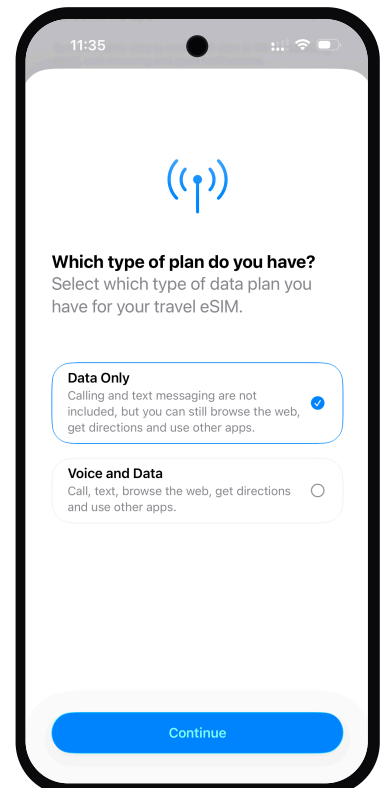 11:35
Which type of plan do you have?
Select which type of data plan you
have for your travel eSIM.
Data Only
Calling and text messaging are not
included, but you can still browse the web,
get directions and use other apps.
Voice and Data
Call, text, browse the web, get directions
and use other apps.
Continue